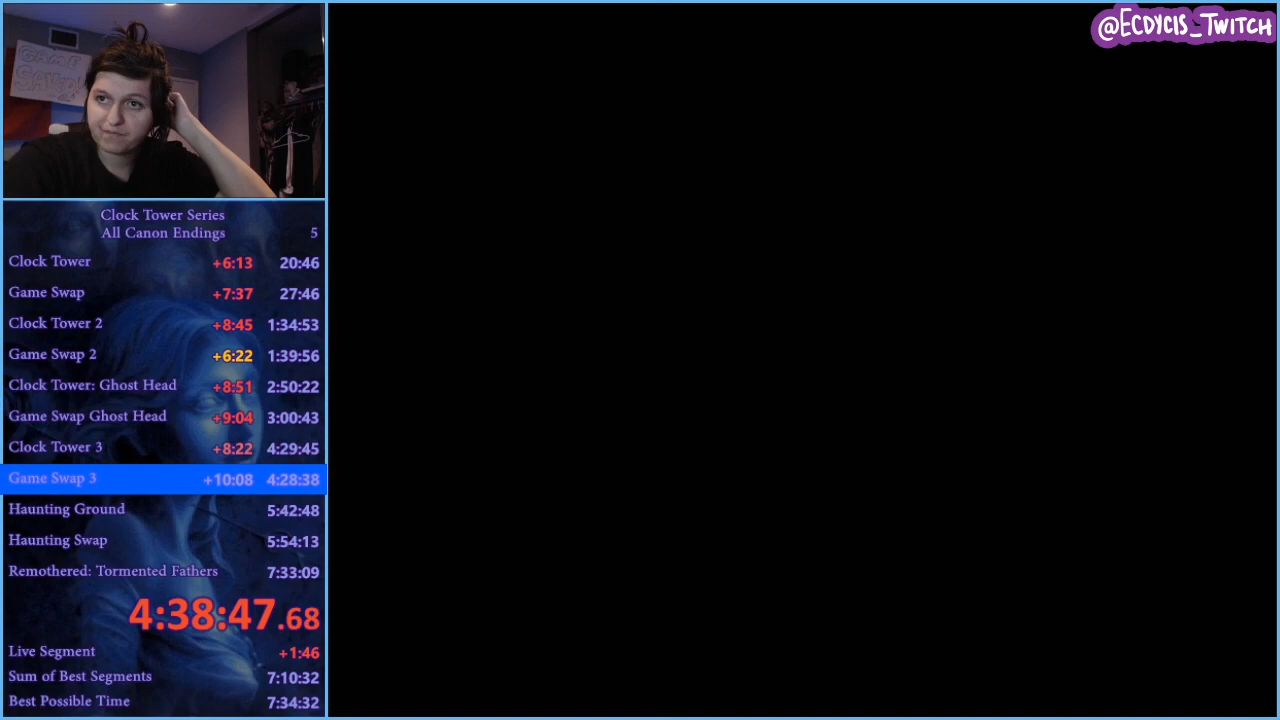 @ECDYCIS_TWITCH
GAME
Clock Tower Series
All Canon Endings 5
Clock Tower +6:13 20:46
Game Swap +7:37 27:46
Clock Tower 2 +8:45 1:34:53
Game Swap 2 +6:22 1:39:56
Clock Tower: Ghost Head +8:51 2:50:22
Game Swap Ghost Head +9:04 3:00:43
Clock Tower 3 +8:22 4:29:45
Game Swap 3 +10:08 4:28:38
Haunting Ground 5:42:48
Haunting Swap 5:54:13
Remothered: Tormented Fathers 7:33:09
4:38:47.68
Live Segment +1:46
Sum of Best Segments 7:10:32
Best Possible Time 7:34:32